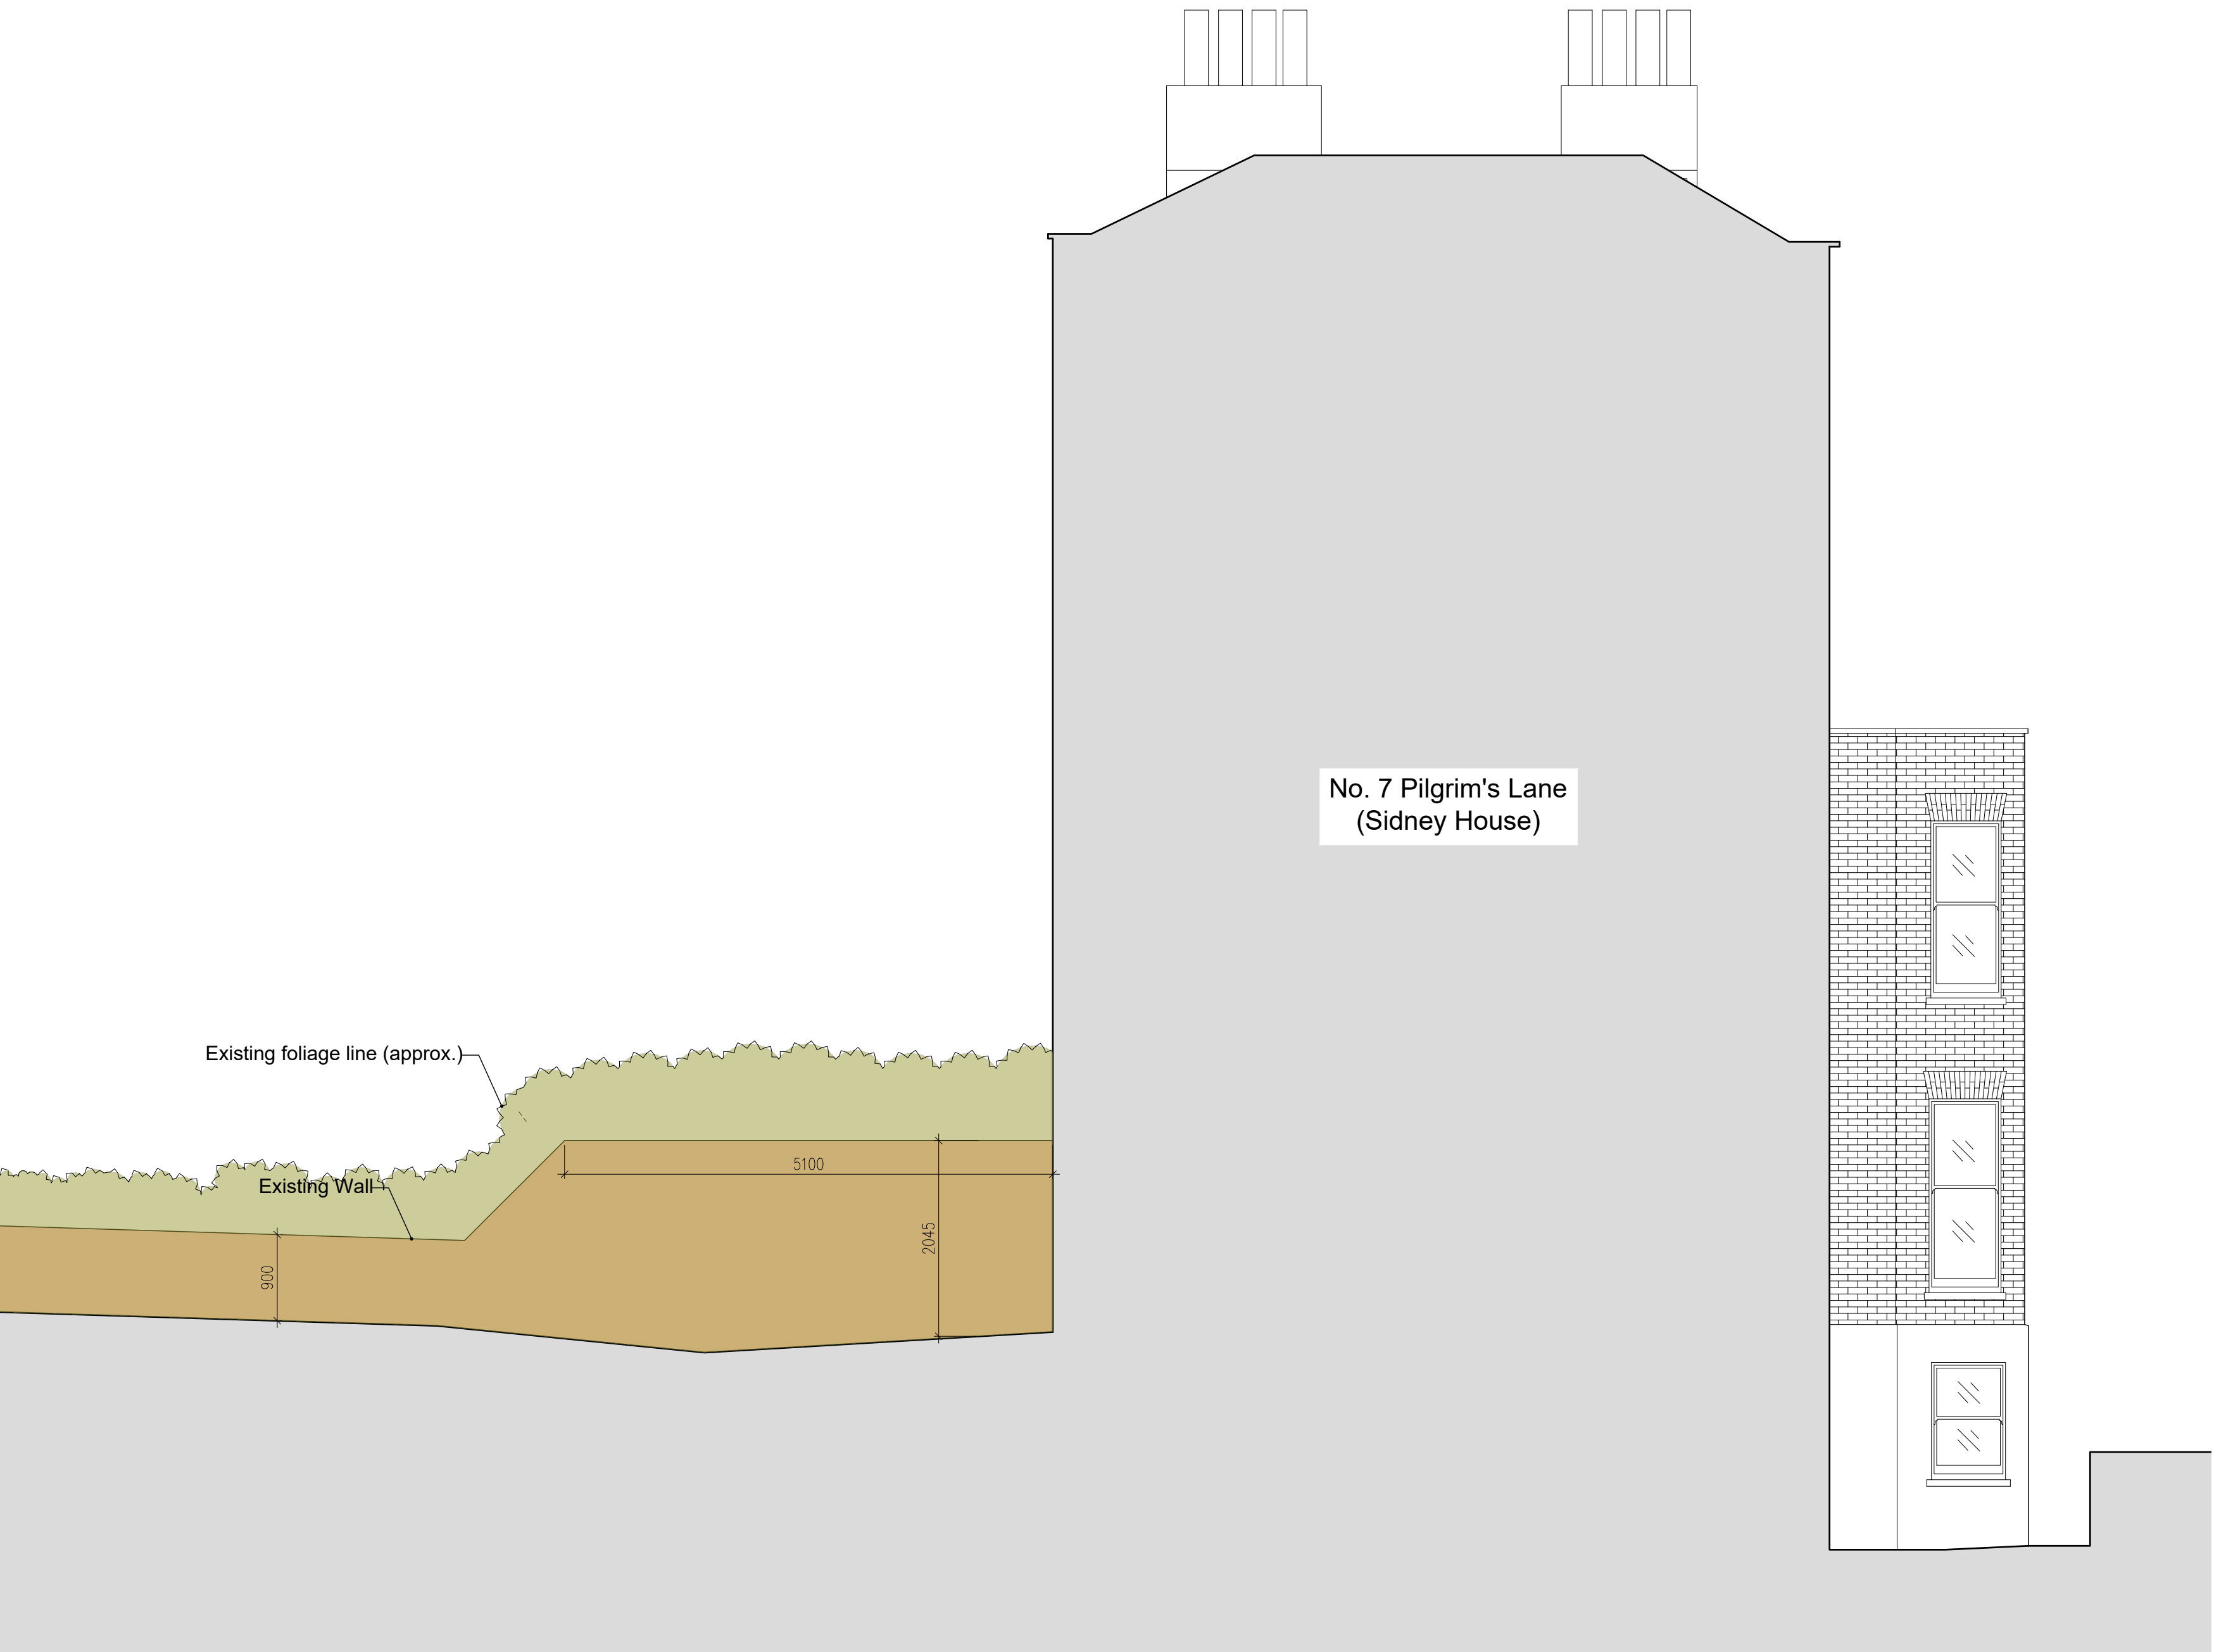 No. 7 Pilgrim's Lane
(Sidney House)
Existing foliage line (approx.)
5100
Existing Wall
2045
900